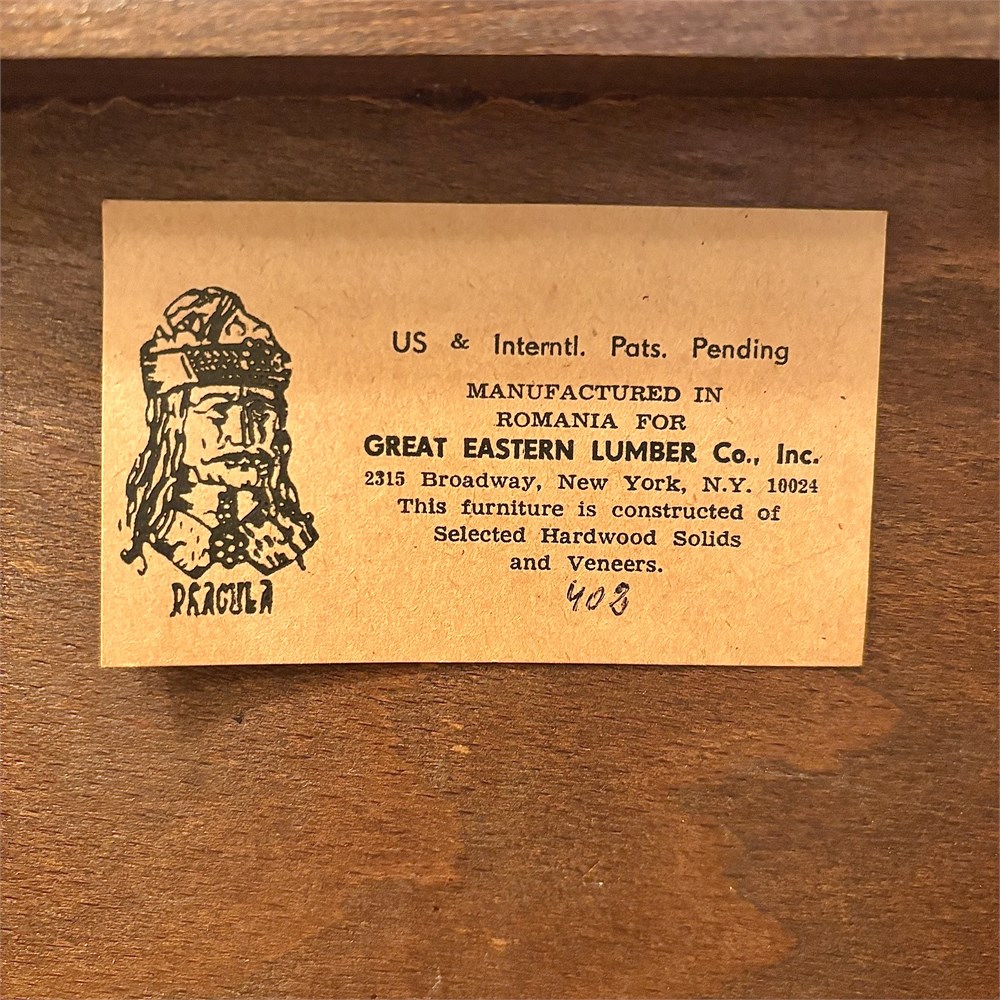 US & Interntl. Pats. Pending
MANUFACTURED IN
ROMANIA FOR
GREAT EASTERN LUMBER Co., Inc.
2315 Broadway, New York, N.Y. 10024
This furniture is constructed of
Selected Hardwood Solids
and Veneers.
402
DRACULA